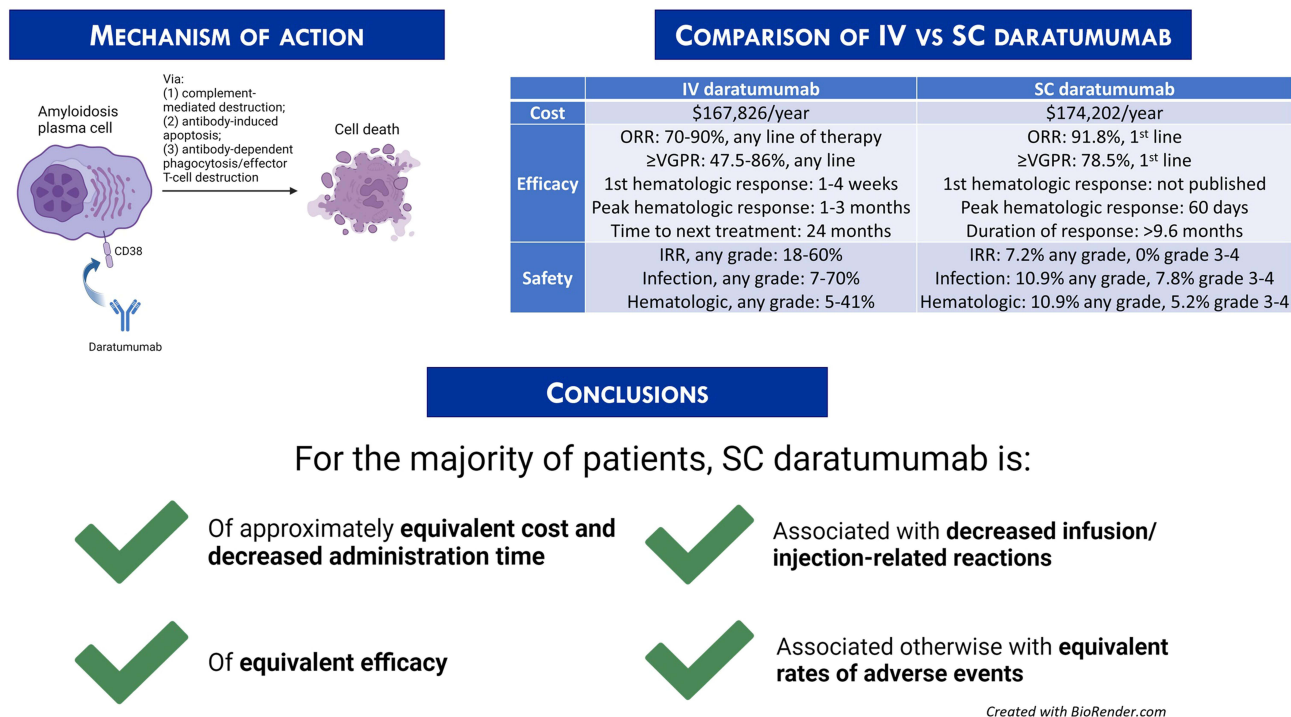 MECHANISM OF ACTION
Via:
(1) complement-
mediated destruction;
(2) antibody-induced
apoptosis;
(3) antibody-dependent
phagocytosis/effector
T-cell destruction
Amyloidosis
plasma cell
Cell death
CD38
Daratumumab
COMPARISON OF IV VS SC DARATUMUMAB
IV daratumumab SC daratumumab
Cost $167,826/year $174,202/year
Efficacy
ORR: 70-90%, any line of therapy ORR: 91.8%, 1st line
≥VGPR: 47.5-86%, any line ≥VGPR: 78.5%, 1st line
1st hematologic response: 1-4 weeks 1st hematologic response: not published
Peak hematologic response: 1-3 months Peak hematologic response: 60 days
Time to next treatment: 24 months Duration of response: >9.6 months
Safety
IRR, any grade: 18-60% IRR: 7.2% any grade, 0% grade 3-4
Infection, any grade: 7-70% Infection: 10.9% any grade, 7.8% grade 3-4
Hematologic, any grade: 5-41% Hematologic: 10.9% any grade, 5.2% grade 3-4
CONCLUSIONS
For the majority of patients, SC daratumumab is:
Of approximately equivalent cost and
decreased administration time
Associated with decreased infusion/
injection-related reactions
Of equivalent efficacy
Associated otherwise with equivalent
rates of adverse events
Created with BioRender.com